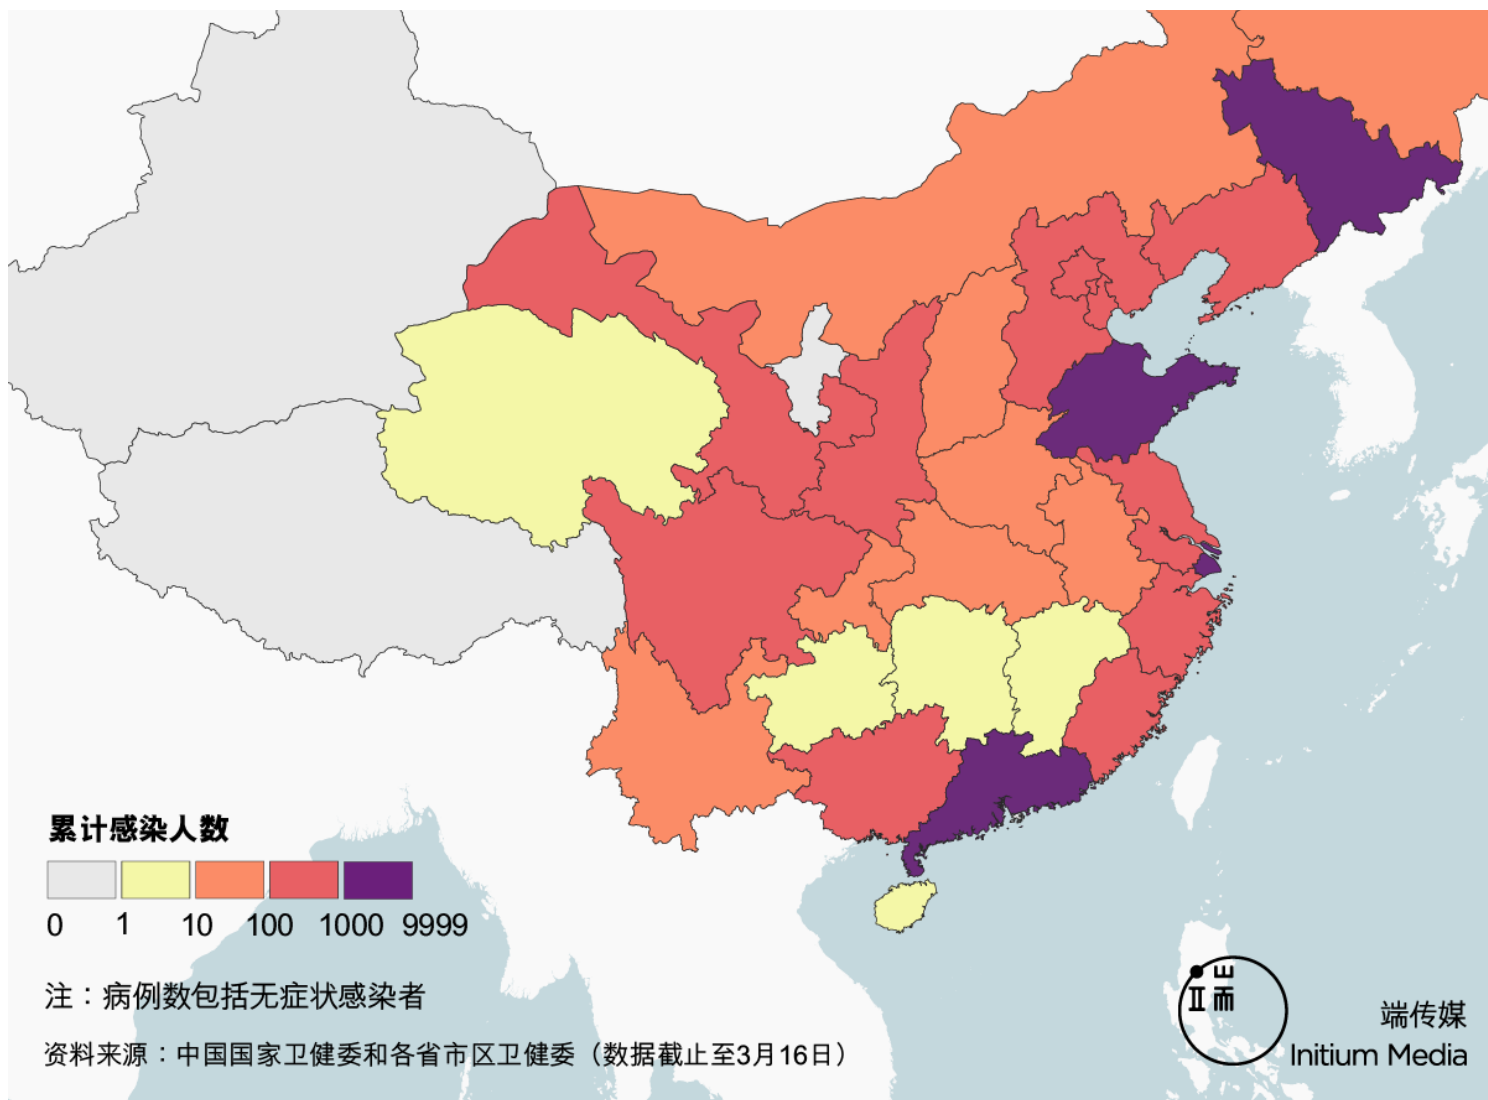 累计感染人数
0 1 10 100 1000 9999
注：病例数包括无症状感染者
资料来源：中国国家卫健委和各省市区卫健委（数据截止至3月16日）
端
端传媒
Initium Media